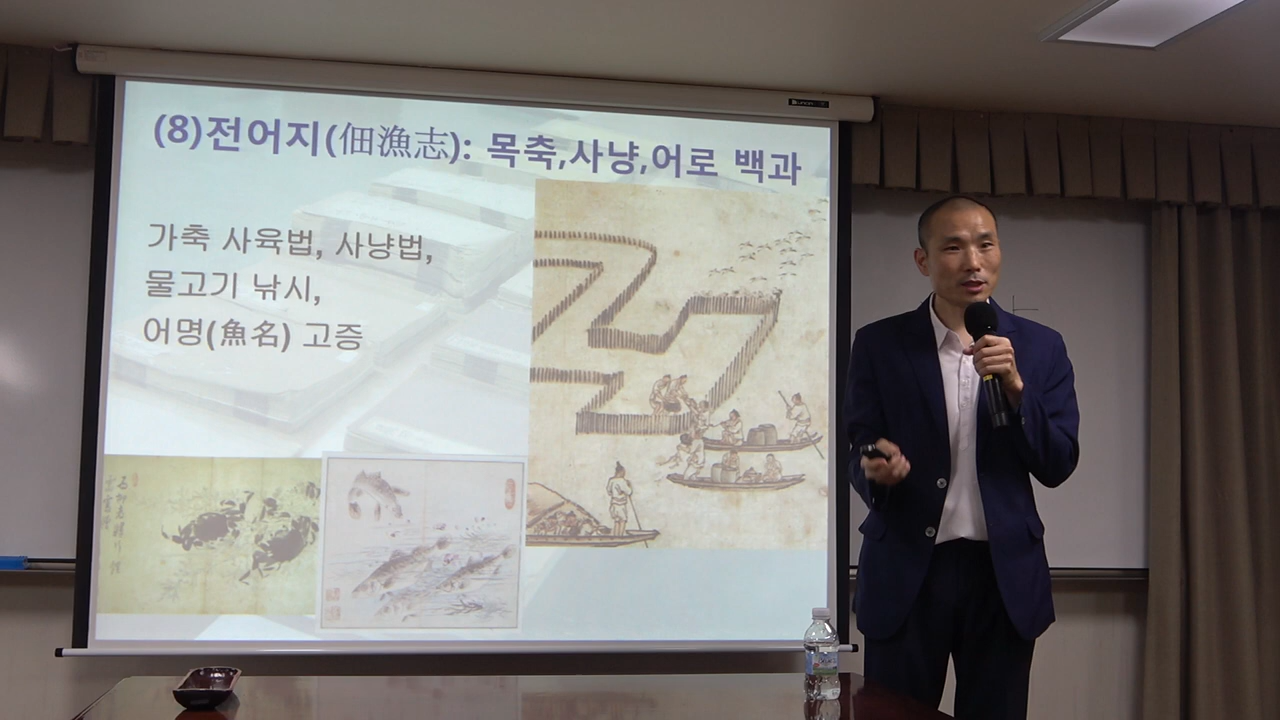 (8)전어지(佃漁志): 목축,사냥,어로 백과
가축 사육법, 사냥법,
물고기 낚시,
어명(魚名) 고증